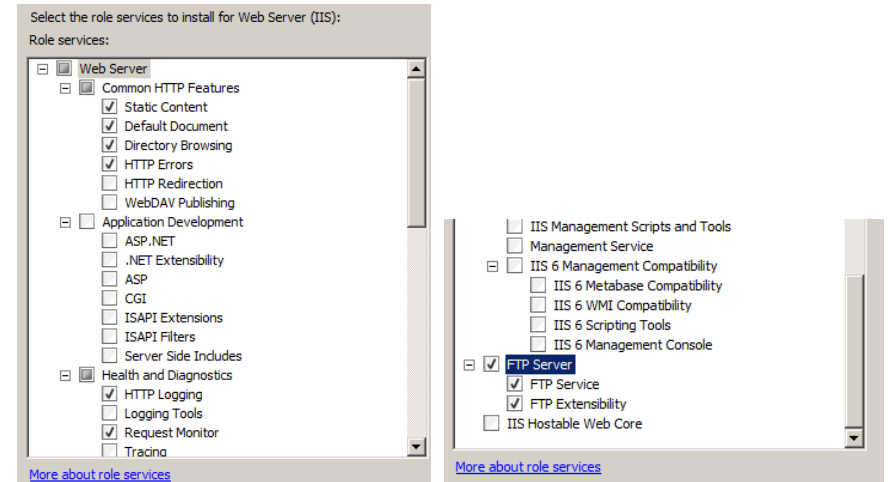 Select the role services to install for Web Server (IIS):
Role services:
Web Server
Common HTTP Features
Static Content
Default Document
Directory Browsing
HTTP Errors
HTTP Redirection
WebDAV Publishing
Application Development
ASP.NET
.NET Extensibility
ASP
CGI
ISAPI Extensions
ISAPI Filters
Server Side Includes
Health and Diagnostics
HTTP Logging
Logging Tools
Request Monitor
Tracing
More about role services
IIS Management Scripts and Tools
Management Service
IIS 6 Management Compatibility
IIS 6 Metabase Compatibility
IIS 6 WMI Compatibility
IIS 6 Scripting Tools
IIS 6 Management Console
FTP Server
FTP Service
FTP Extensibility
IIS Hostable Web Core
More about role services